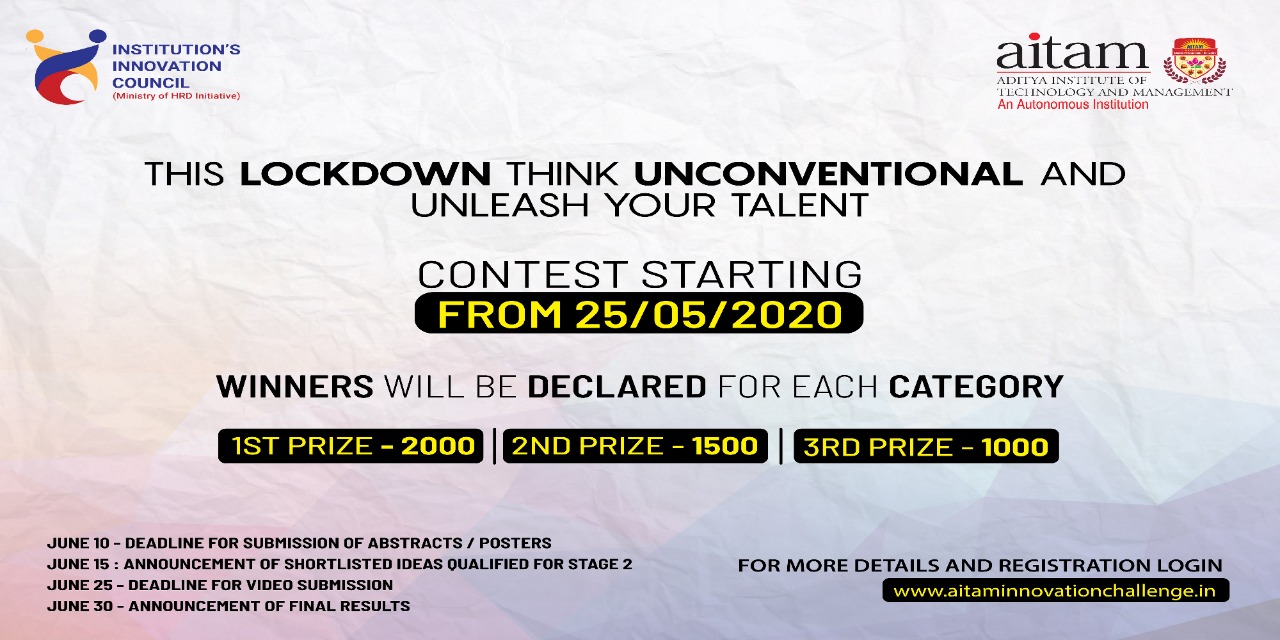 INSTITUTION'S
INNOVATION
COUNCIL
(Ministry of HRD Initiative)
aitam
ADITYA INSTITUTE OF
TECHNOLOGY AND MANAGEMENT
An Autonomous Institution
THIS LOCKDOWN THINK UNCONVENTIONAL AND
UNLEASH YOUR TALENT
CONTEST STARTING
FROM 25/05/2020
WINNERS WILL BE DECLARED FOR EACH CATEGORY
1ST PRIZE - 2000 | 2ND PRIZE - 1500 | 3RD PRIZE - 1000
JUNE 10 - DEADLINE FOR SUBMISSION OF ABSTRACTS / POSTERS
JUNE 15 : ANNOUNCEMENT OF SHORTLISTED IDEAS QUALIFIED FOR STAGE 2
JUNE 25 - DEADLINE FOR VIDEO SUBMISSION
JUNE 30 - ANNOUNCEMENT OF FINAL RESULTS
FOR MORE DETAILS AND REGISTRATION LOGIN
www.aitaminnovationchallenge.in